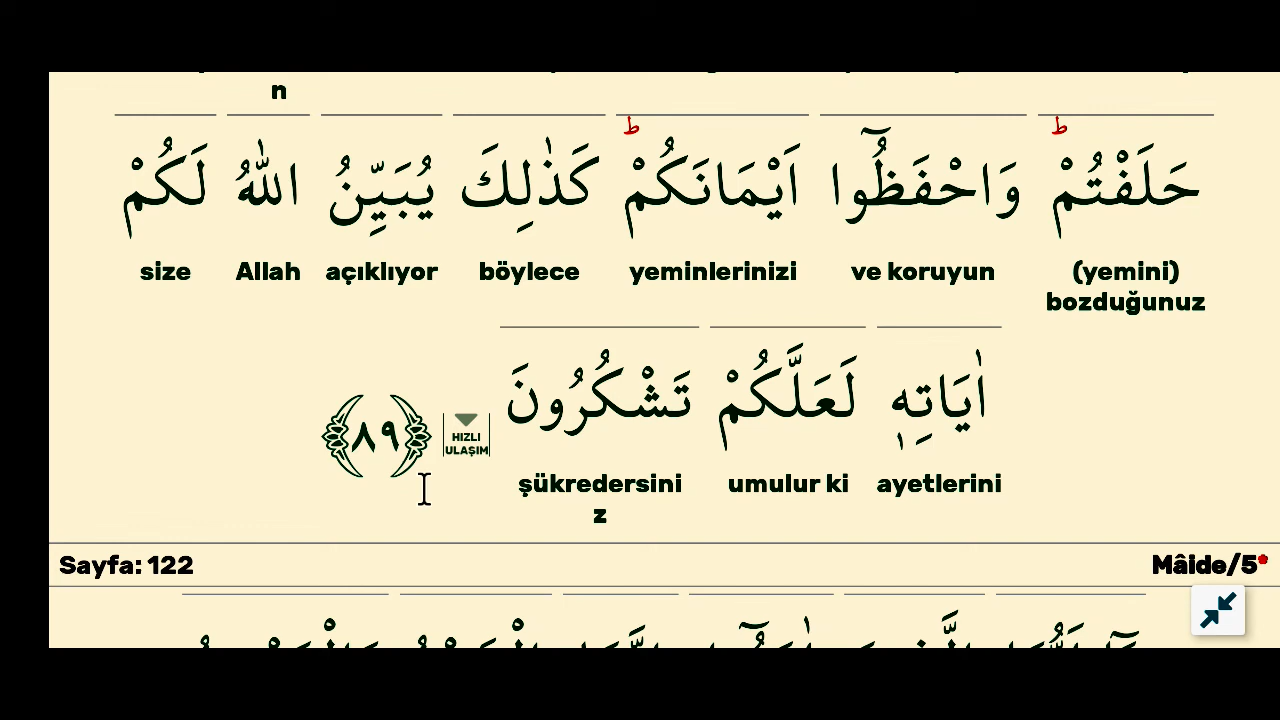 n
حَلَفْتُمْ ط وَاحْفَظُٓوا اَيْمَانَكُمْ ط كَذٰلِكَ يُبَيِّنُ اللّٰهُ لَكُمْ
(yemini) bozduğunuz ve koruyun yeminlerinizi böylece açıklıyor Allah size
اٰيَاتِه۪ لَعَلَّكُمْ تَشْكُرُونَ ﴿٨٩﴾
HIZLI ULAŞIM
ayetlerini umulur ki şükredersini
z
Sayfa: 122 Mâide/5*